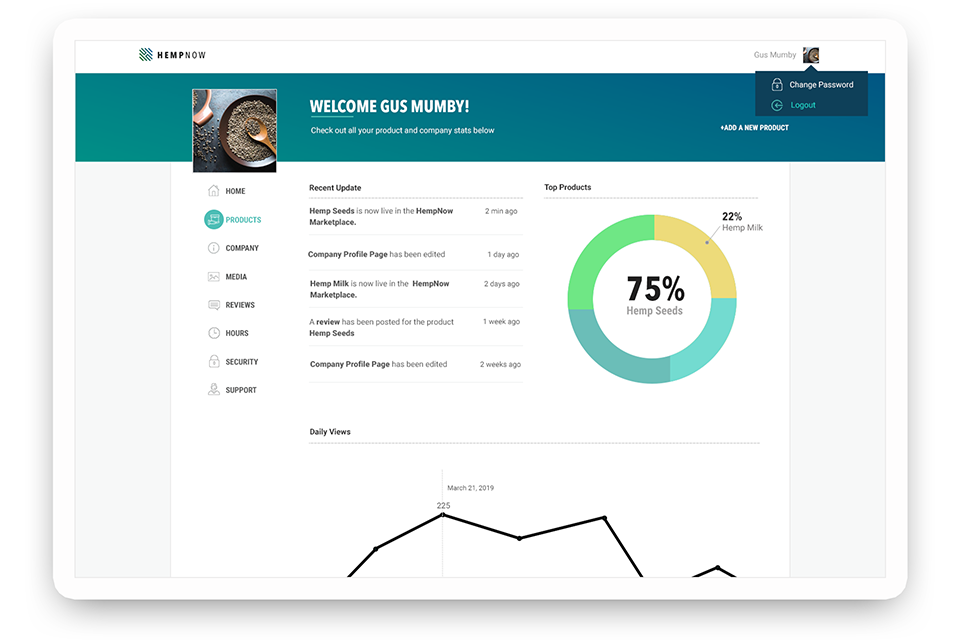 HEMPNOW
Gus Mumby
Change Password
Logout
WELCOME GUS MUMBY!
Check out all your product and company stats below
+ADD A NEW PRODUCT
HOME
PRODUCTS
COMPANY
MEDIA
REVIEWS
HOURS
SECURITY
SUPPORT
Recent Update
Hemp Seeds is now live in the HempNow 2 min ago
Marketplace.
Company Profile Page has been edited 1 day ago
Hemp Milk is now live in the HempNow 2 days ago
Marketplace.
A review has been posted for the product 1 week ago
Hemp Seeds
Company Profile Page has been edited 2 weeks ago
Top Products
22%
Hemp Milk
75%
Hemp Seeds
Daily Views
March 21, 2019
225